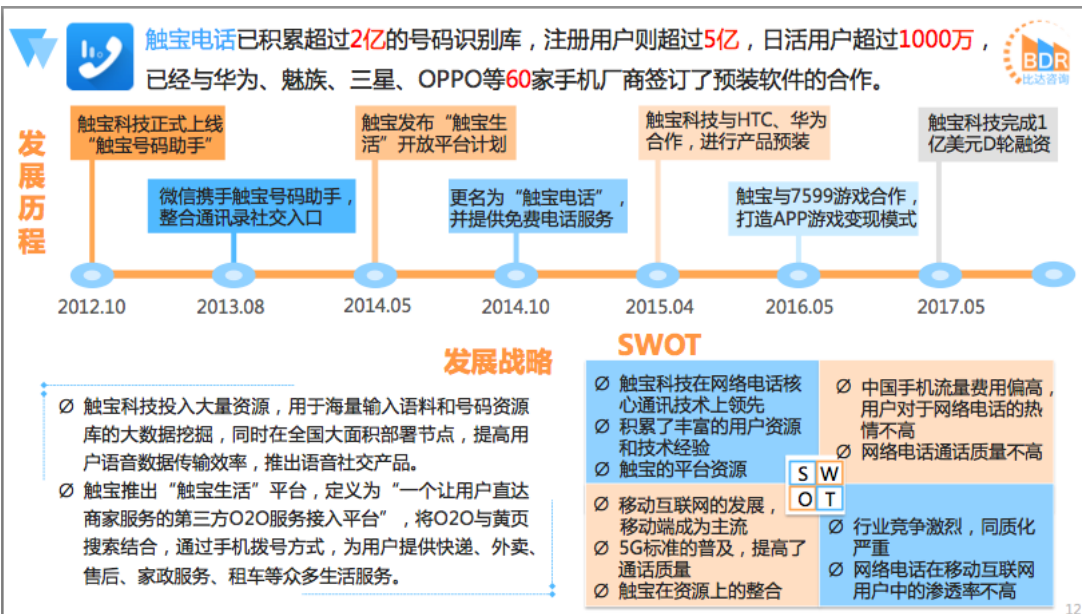 触宝电话已积累超过2亿的号码识别库，注册用户则超过5亿，日活用户超过1000万，
已经与华为、魅族、三星、OPPO等60家手机厂商签订了预装软件的合作。
BDR
比达咨询
发展历程
触宝科技正式上线
“触宝号码助手”
触宝发布“触宝生
活”开放平台计划
触宝科技与HTC、华为
合作，进行产品预装
触宝科技完成1
亿美元D轮融资
微信携手触宝号码助手，
整合通讯录社交入口
更名为“触宝电话”，
并提供免费电话服务
触宝与7599游戏合作，
打造APP游戏变现模式
2012.10 2013.08 2014.05 2014.10 2015.04 2016.05 2017.05
发展战略
Ø 触宝科技投入大量资源，用于海量输入语料和号码资源
库的大数据挖掘，同时在全国大面积部署节点，提高用
户语音数据传输效率，推出语音社交产品。
Ø 触宝推出“触宝生活”平台，定义为“一个让用户直达
商家服务的第三方O2O服务接入平台”，将O2O与黄页
搜索结合，通过手机拨号方式，为用户提供快递、外卖、
售后、家政服务、租车等众多生活服务。
SWOT
Ø 触宝科技在网络电话核
心通讯技术上领先
Ø 积累了丰富的用户资源
和技术经验
Ø 触宝的平台资源
Ø 中国手机流量费用偏高，
用户对于网络电话的热
情不高
Ø 网络电话通话质量不高
S W
O T
Ø 移动互联网的发展，
移动端成为主流
Ø 5G标准的普及，提高了
通话质量
Ø 触宝在资源上的整合
Ø 行业竞争激烈，同质化
严重
Ø 网络电话在移动互联网
用户中的渗透率不高
12